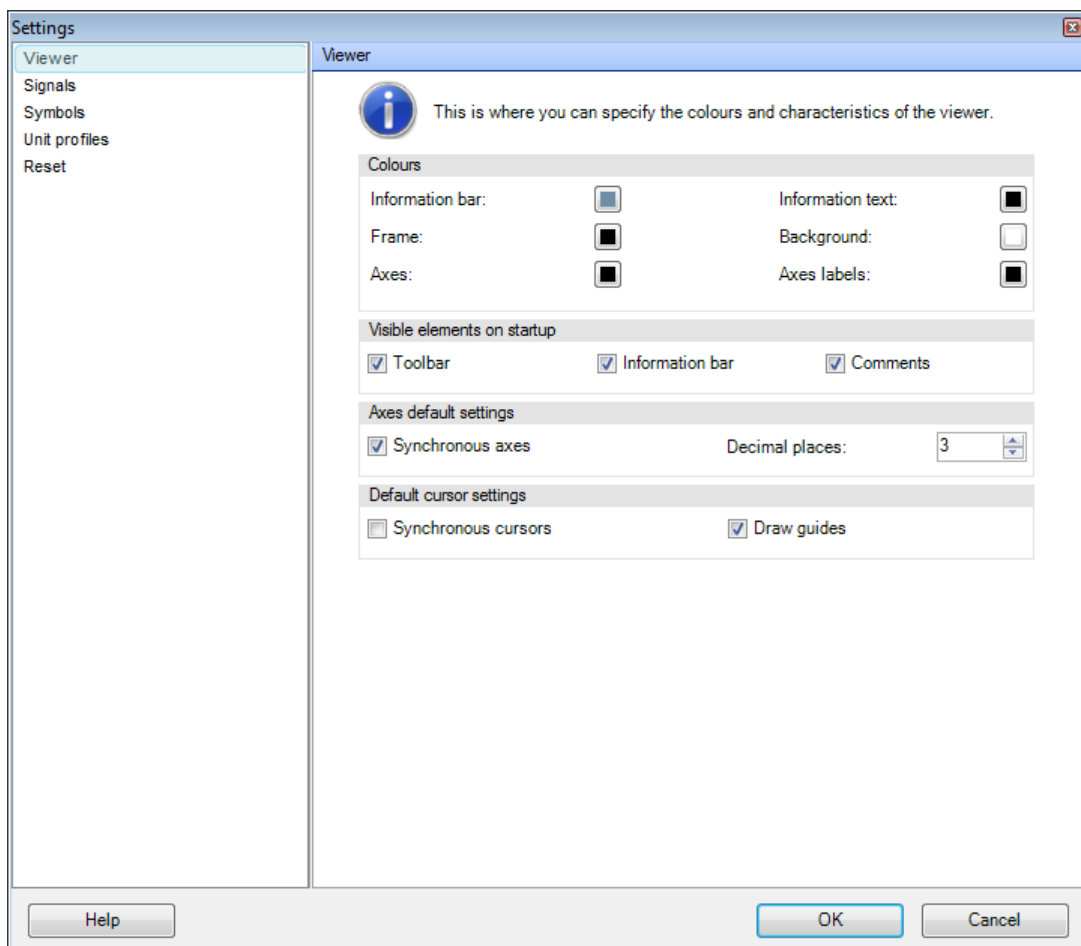 Settings
Viewer
Signals
Symbols
Unit profiles
Reset
Viewer
This is where you can specify the colours and characteristics of the viewer.
Colours
Information bar:
Information text:
Frame:
Background:
Axes:
Axes labels:
Visible elements on startup
Toolbar
Information bar
Comments
Axes default settings
Synchronous axes
Decimal places:
3
Default cursor settings
Synchronous cursors
Draw guides
Help
OK
Cancel